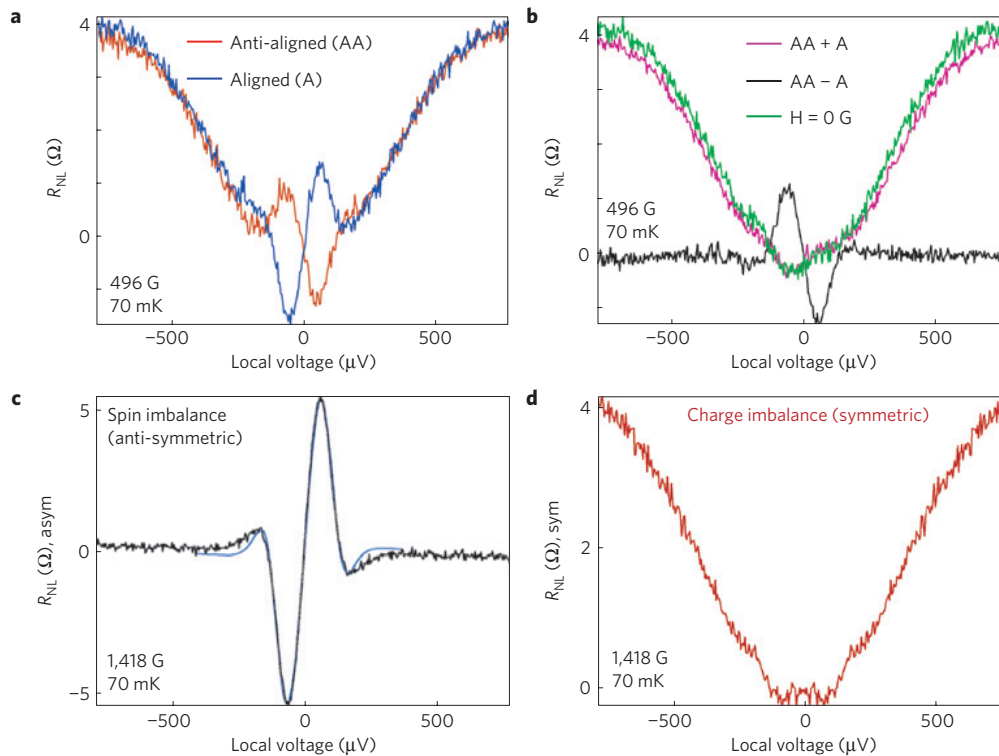 a
4
2
0
R_NL (Ω)
Anti-aligned (AA)
Aligned (A)
496 G
70 mK
−500
0
500
Local voltage (μV)
b
4
2
0
R_NL (Ω)
AA + A
AA − A
H = 0 G
496 G
70 mK
−500
0
500
Local voltage (μV)
c
5
0
−5
R_NL (Ω), asym
Spin imbalance
(anti-symmetric)
1,418 G
70 mK
−500
0
500
Local voltage (μV)
d
4
2
0
R_NL (Ω), sym
Charge imbalance (symmetric)
1,418 G
70 mK
−500
0
500
Local voltage (μV)